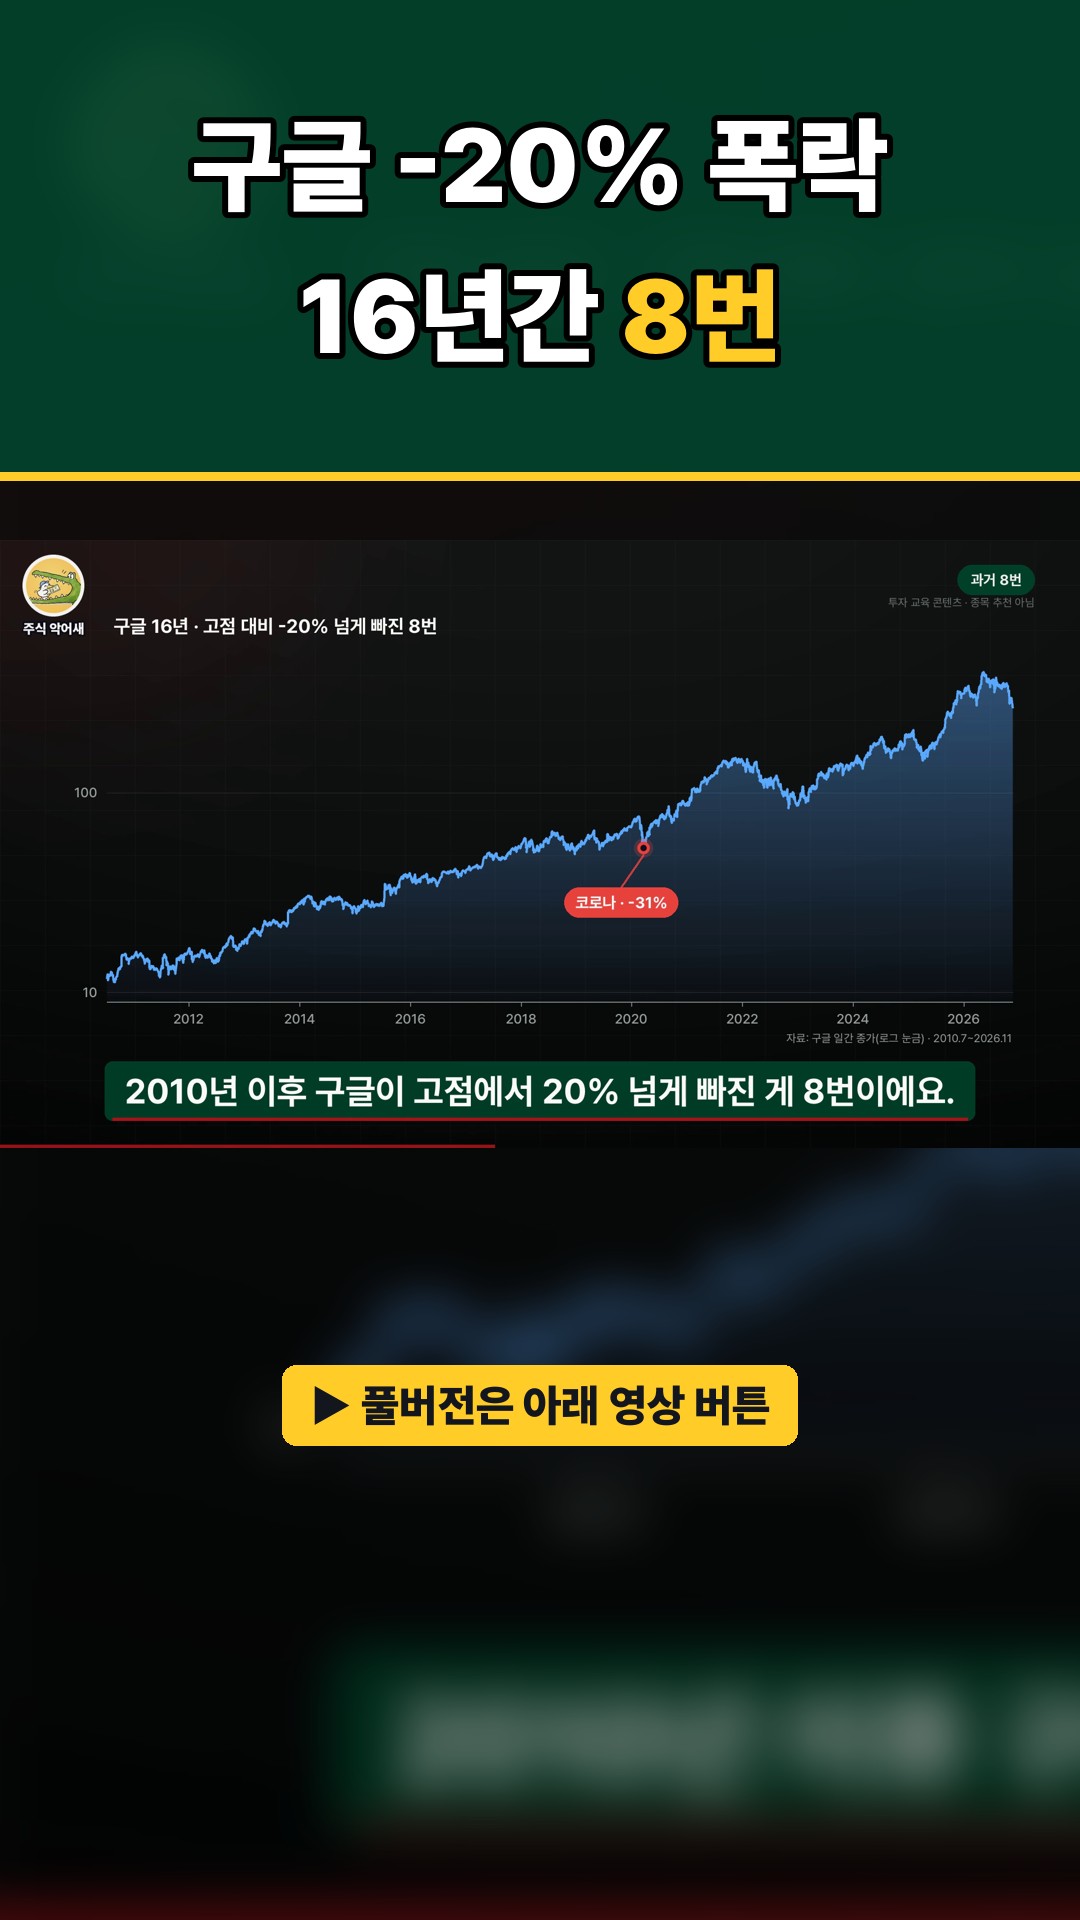 구글 -20% 폭락
16년간 8번
주식 악어새
구글 16년 · 고점 대비 -20% 넘게 빠진 8번
과거 8번
투자 교육 콘텐츠 · 종목 추천 아님
100
코로나 · -31%
10
2012 2014 2016 2018 2020 2022 2024 2026
자료: 구글 일간 종가(로그 눈금) · 2010.7~2026.11
2010년 이후 구글이 고점에서 20% 넘게 빠진 게 8번이에요.
▶ 풀버전은 아래 영상 버튼